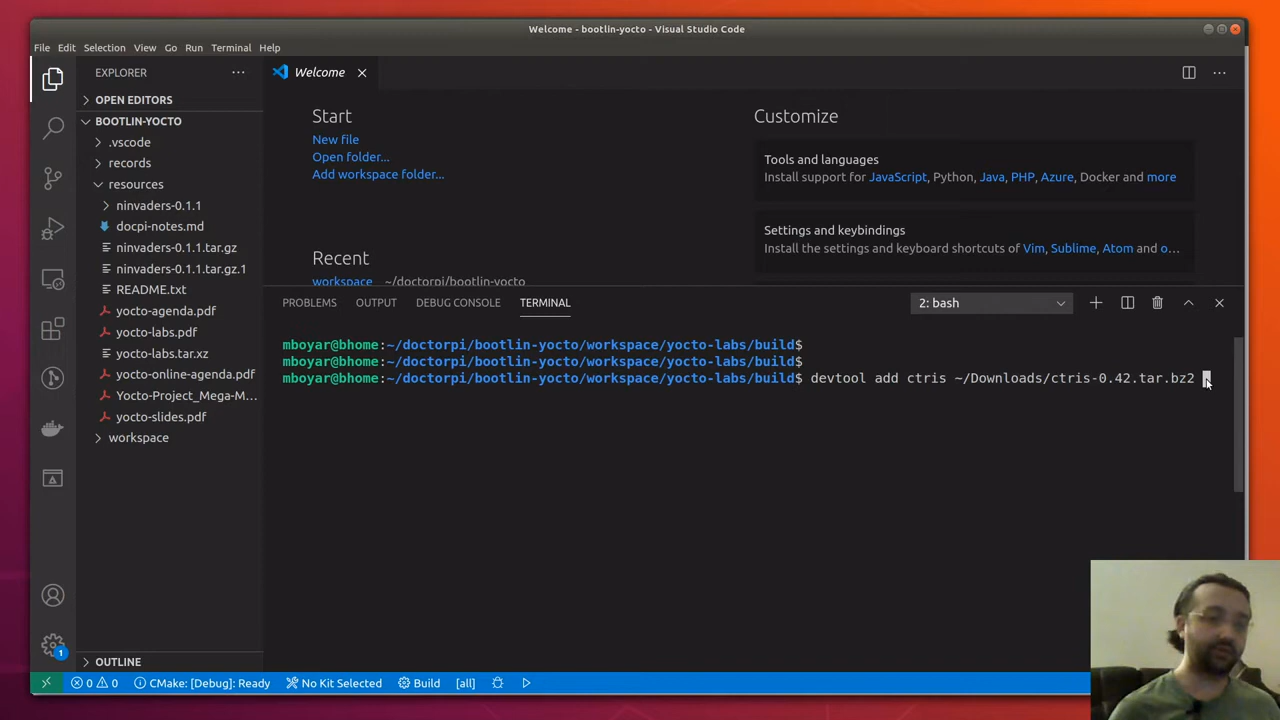 Welcome - bootlin-yocto - Visual Studio Code
File Edit Selection View Go Run Terminal Help
EXPLORER
OPEN EDITORS
BOOTLIN-YOCTO
.vscode
records
resources
ninvaders-0.1.1
docpi-notes.md
ninvaders-0.1.1.tar.gz
ninvaders-0.1.1.tar.gz.1
README.txt
yocto-agenda.pdf
yocto-labs.pdf
yocto-labs.tar.xz
yocto-online-agenda.pdf
Yocto-Project_Mega-M...
yocto-slides.pdf
workspace
OUTLINE
Welcome
Start
New file
Open folder...
Add workspace folder...
Recent
workspace ~/doctorpi/bootlin-yocto
Customize
Tools and languages
Install support for JavaScript, Python, Java, PHP, Azure, Docker and more
Settings and keybindings
Install the settings and keyboard shortcuts of Vim, Sublime, Atom and o...
PROBLEMS OUTPUT DEBUG CONSOLE TERMINAL
2: bash
mboyar@bhome:~/doctorpi/bootlin-yocto/workspace/yocto-labs/build$
mboyar@bhome:~/doctorpi/bootlin-yocto/workspace/yocto-labs/build$
mboyar@bhome:~/doctorpi/bootlin-yocto/workspace/yocto-labs/build$ devtool add ctris ~/Downloads/ctris-0.42.tar.bz2
1
0 0 CMake: [Debug]: Ready No Kit Selected Build [all]